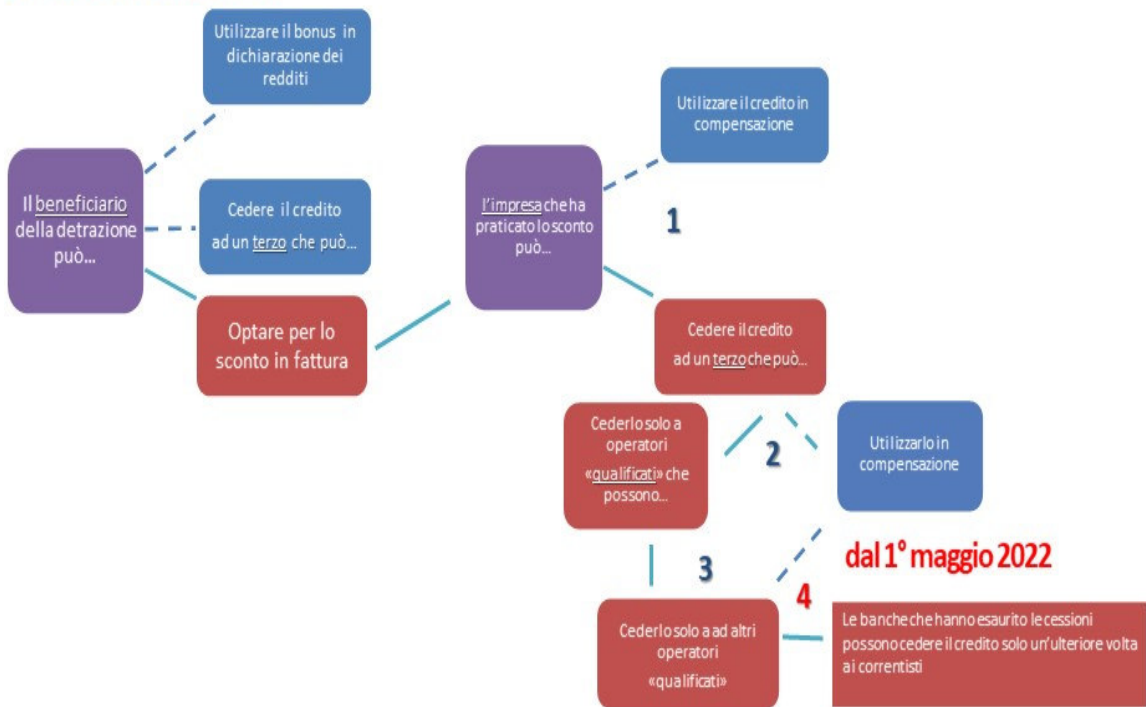 Utilizzare il bonus in
dichiarazione dei
redditi
Il beneficiario
della detrazione
può...
Cedere il credito
ad un terzo che può...
Optare per lo
sconto in fattura
l'impresa che ha
praticato lo sconto
può...
Utilizzare il credito in
compensazione
1
Cedere il credito
ad un terzo che può...
Cederlo solo a
operatori
«qualificati» che
possono...
2
Utilizzarlo in
compensazione
3
dal 1° maggio 2022
4
Cederlo solo a ad altri
operatori
«qualificati»
Le banche che hanno esaurito le cessioni
possono cedere il credito solo un'ulteriore volta
ai correntisti